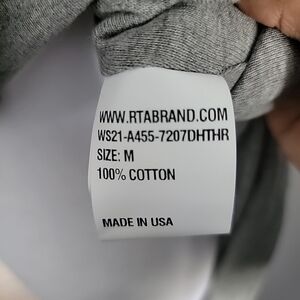 WWW.RTABRAND.COM
WS21-A455-7207DHTHR
SIZE: M
100% COTTON
MADE IN USA